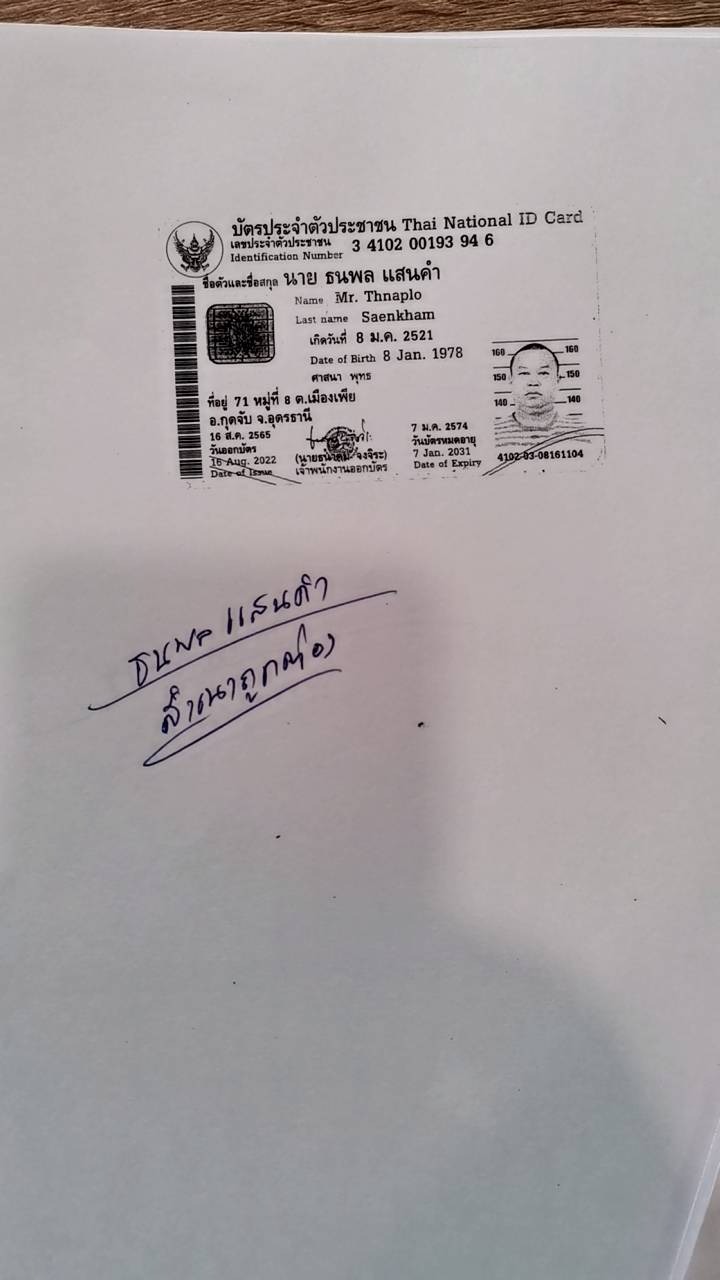 บัตรประจำตัวประชาชน Thai National ID Card
เลขประจำตัวประชาชน
Identification Number
3 4102 00193 94 6
ชื่อตัวและชื่อสกุล นาย ธนพล แสนคำ
Name Mr. Thnaplo
Last name Saenkham
เกิดวันที่ 8 ม.ค. 2521
Date of Birth 8 Jan. 1978
ศาสนา พุทธ
ที่อยู่ 71 หมู่ที่ 8 ต.เมืองเพีย
อ.กุดจับ จ.อุดรธานี
16 ส.ค. 2565
วันออกบัตร
16 Aug. 2022
Date of Issue
เจ้าพนักงานออกบัตร
7 ม.ค. 2574
วันบัตรหมดอายุ
7 Jan. 2031
Date of Expiry
160 160
150 150
140 140
4102-03-08161104
ธนพล แสนคำ
สำเนาถูกต้อง